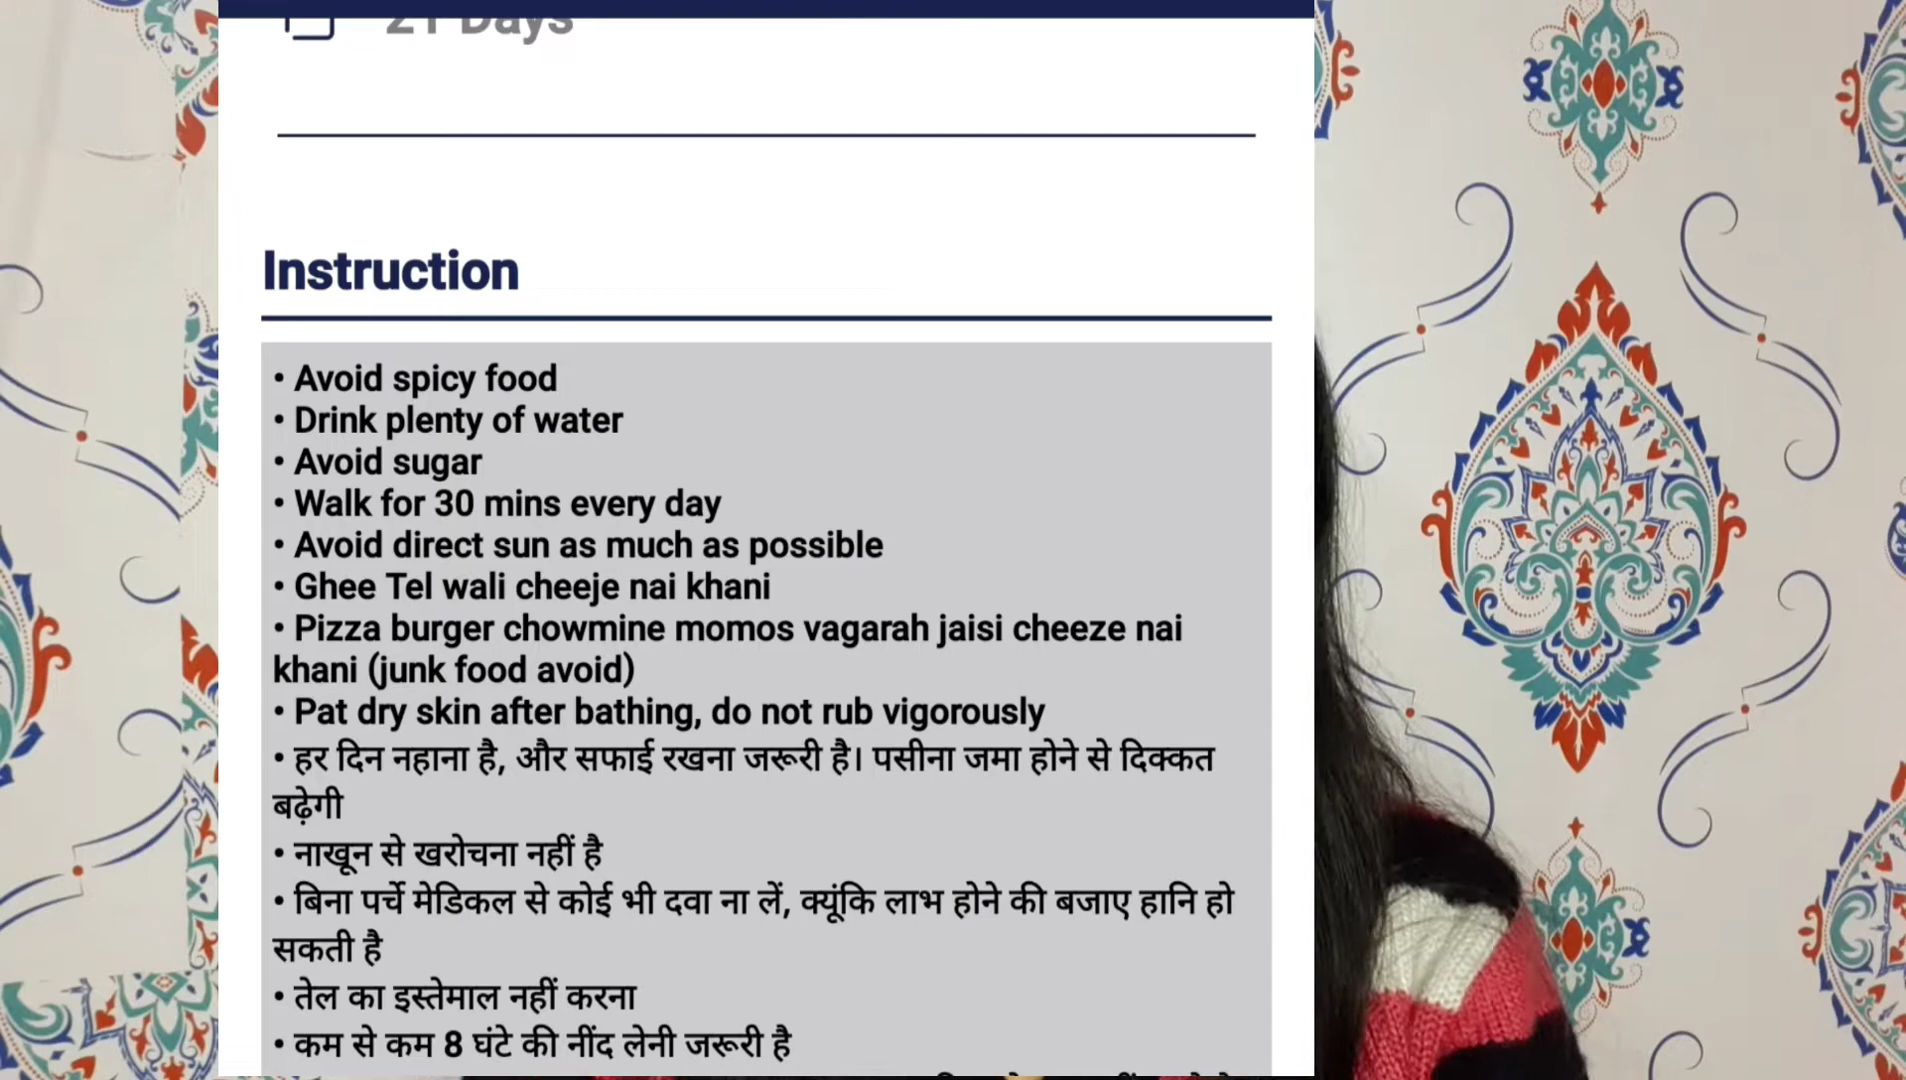 21 Days
Instruction
• Avoid spicy food
• Drink plenty of water
• Avoid sugar
• Walk for 30 mins every day
• Avoid direct sun as much as possible
• Ghee Tel wali cheeje nai khani
• Pizza burger chowmine momos vagarah jaisi cheeze nai
khani (junk food avoid)
• Pat dry skin after bathing, do not rub vigorously
• हर दिन नहाना है, और सफाई रखना जरूरी है। पसीना जमा होने से दिक्कत
बढ़ेगी
• नाखून से खरोचना नहीं है
• बिना पर्चे मेडिकल से कोई भी दवा ना लें, क्यूंकि लाभ होने की बजाए हानि हो
सकती है
• तेल का इस्तेमाल नहीं करना
• कम से कम 8 घंटे की नींद लेनी जरूरी है